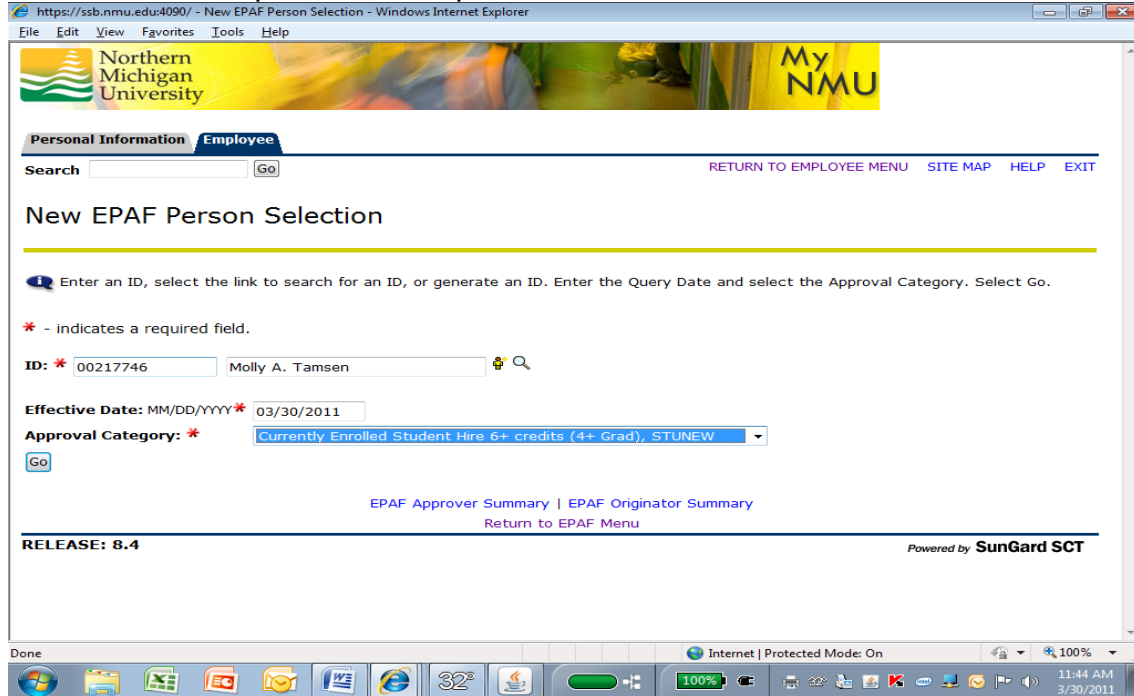 https://ssb.nmu.edu:4090/ - New EPAF Person Selection - Windows Internet Explorer
File Edit View Favorites Tools Help
Northern
Michigan
University
My
NMU
Personal Information Employee
Search Go RETURN TO EMPLOYEE MENU SITE MAP HELP EXIT
New EPAF Person Selection
Enter an ID, select the link to search for an ID, or generate an ID. Enter the Query Date and select the Approval Category. Select Go.
* - indicates a required field.
ID: * 00217746 Molly A. Tamsen
Effective Date: MM/DD/YYYY* 03/30/2011
Approval Category: * Currently Enrolled Student Hire 6+ credits (4+ Grad), STUNEW
Go
EPAF Approver Summary | EPAF Originator Summary
Return to EPAF Menu
RELEASE: 8.4 Powered by SunGard SCT
Done Internet | Protected Mode: On 100%
32° 100% 11:44 AM
3/30/2011